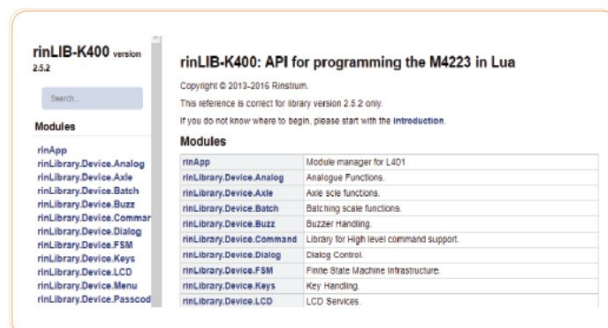 rinLIB-K400 version
2.5.2
Search...
Modules
rinApp
rinLibrary.Device.Analog
rinLibrary.Device.Axle
rinLibrary.Device.Batch
rinLibrary.Device.Buzz
rinLibrary.Device.Commar
rinLibrary.Device.Dialog
rinLibrary.Device.FSM
rinLibrary.Device.Keys
rinLibrary.Device.LCD
rinLibrary.Device.Menu
rinLibrary.Device.Passcod
rinLIB-K400: API for programming the M4223 in Lua
Copyright © 2013-2016 Rinstrum.
This reference is correct for library version 2.5.2 only.
If you do not know where to begin, please start with the introduction.
Modules
rinApp Module manager for L401
rinLibrary.Device.Analog Analogue Functions.
rinLibrary.Device.Axle Axle scle functions.
rinLibrary.Device.Batch Batching scale functions.
rinLibrary.Device.Buzz Buzzer Handling.
rinLibrary.Device.Command Library for High level command support.
rinLibrary.Device.Dialog Dialog Control.
rinLibrary.Device.FSM Finite State Machine Infrastructure.
rinLibrary.Device.Keys Key Handling.
rinLibrary.Device.LCD LCD Services.